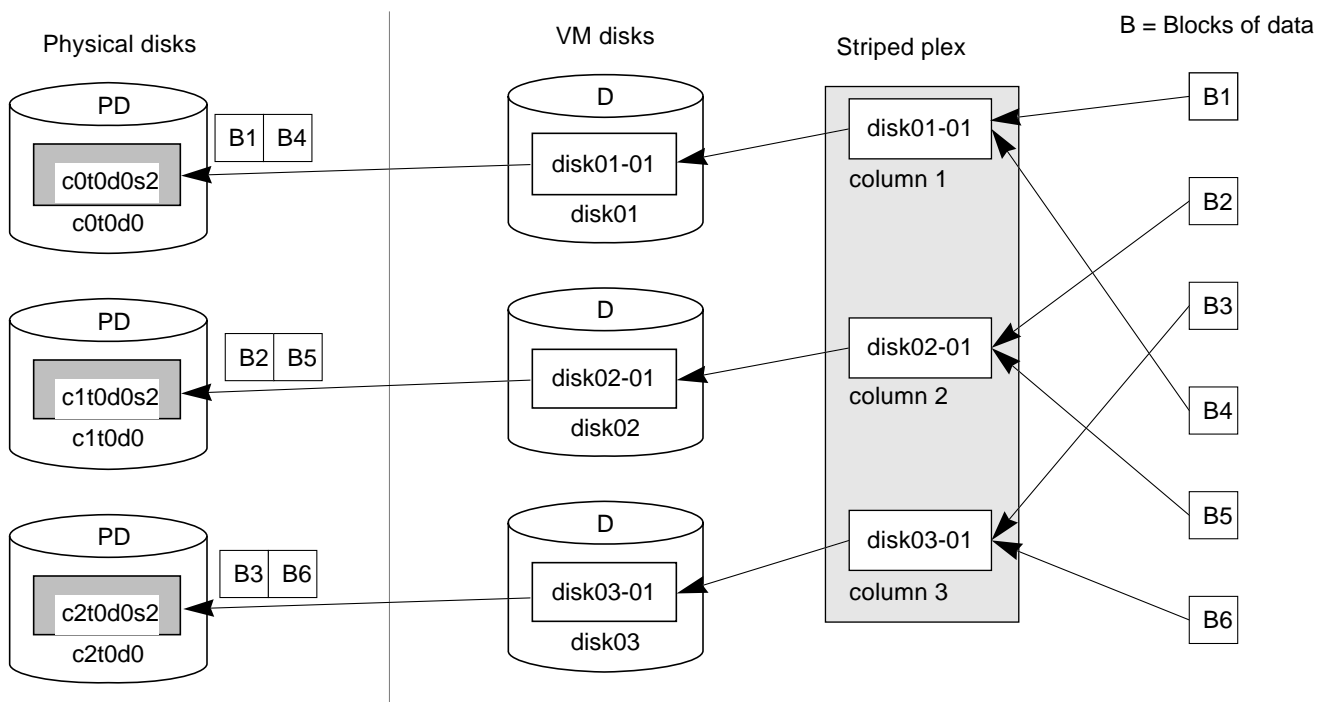 B = Blocks of data
Physical disks
VM disks
Striped plex
PD
B1 B4
c0t0d0s2
c0t0d0
D
disk01-01
disk01
disk01-01
column 1
B1
B2
B3
PD
B2 B5
c1t0d0s2
c1t0d0
D
disk02-01
disk02
disk02-01
column 2
B4
B5
PD
B3 B6
c2t0d0s2
c2t0d0
D
disk03-01
disk03
disk03-01
column 3
B6